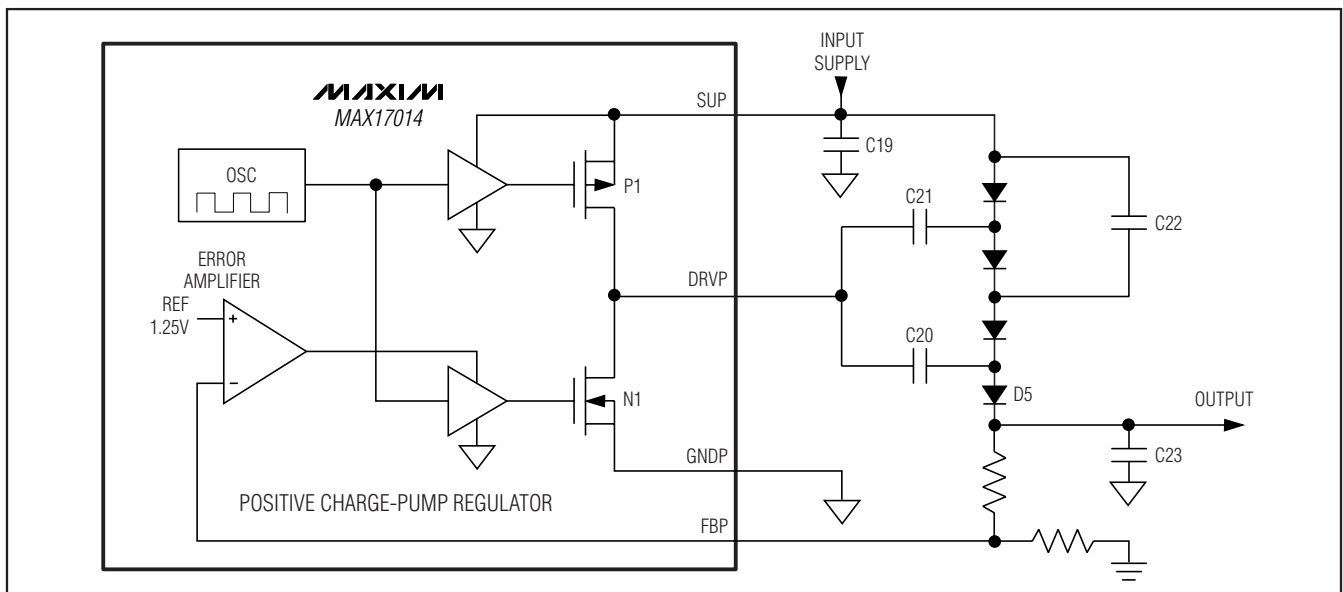 INPUT
SUPPLY
MAXIM
MAX17014
SUP
C19
OSC
P1
C21
C22
ERROR
AMPLIFIER
REF
1.25V
+
−
DRVP
C20
N1
D5
OUTPUT
GNDP
C23
POSITIVE CHARGE-PUMP REGULATOR
FBP